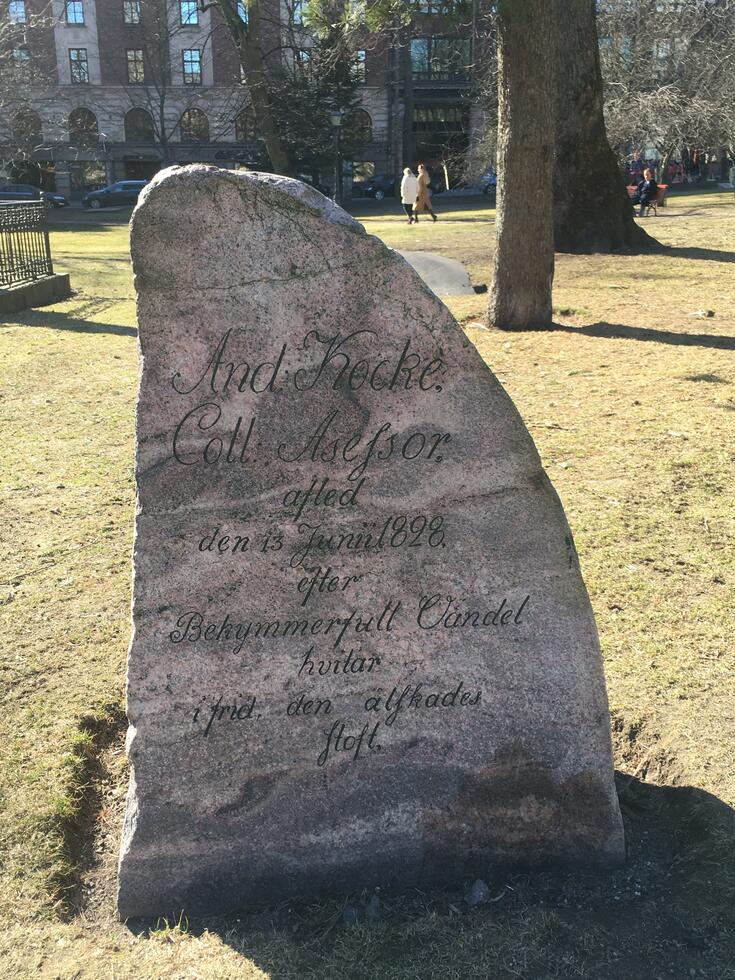 And: Kocke,
Coll. Aseſsor,
afled
den 13 Junii 1828.
efter
Bekymmerfull Vandel
hvilar
i frid. den älſkades
ſtoft.